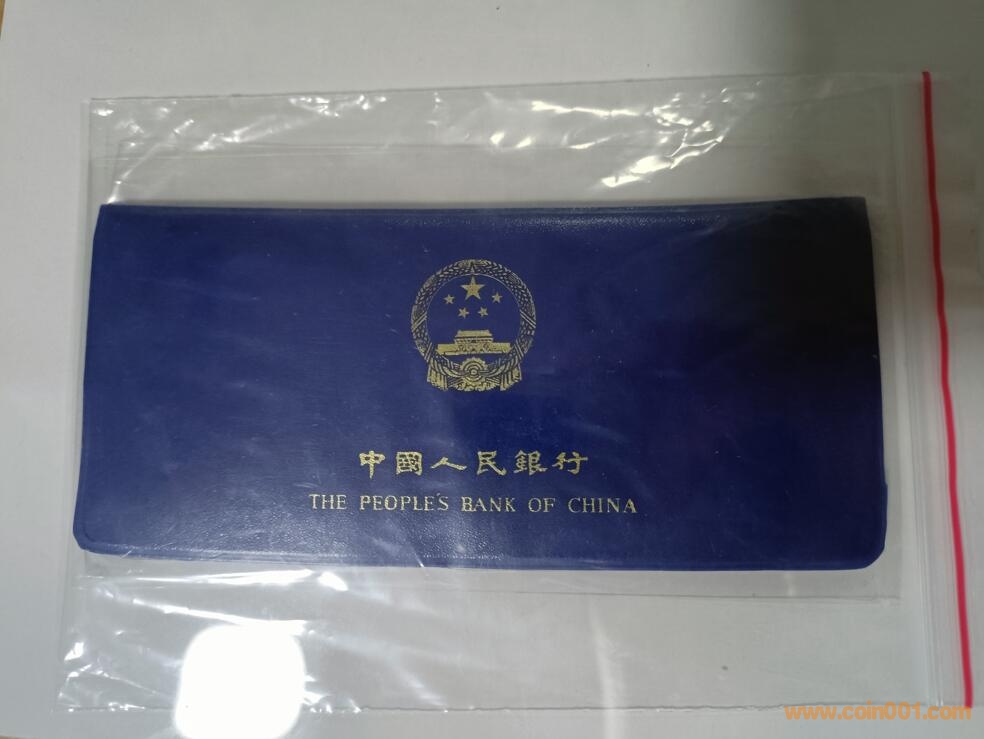 中國人民銀行
THE PEOPLE'S BANK OF CHINA
www.coin001.com